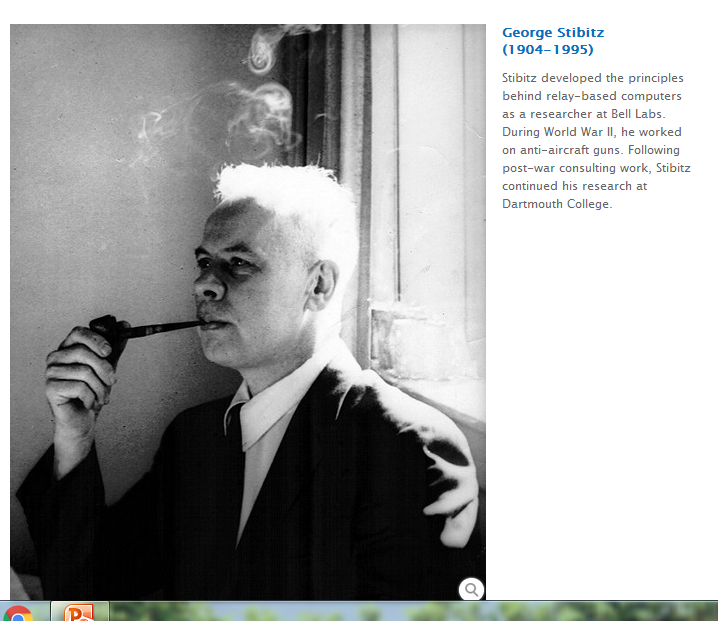 George Stibitz
(1904–1995)
Stibitz developed the principles
behind relay-based computers
as a researcher at Bell Labs.
During World War II, he worked
on anti-aircraft guns. Following
post-war consulting work, Stibitz
continued his research at
Dartmouth College.